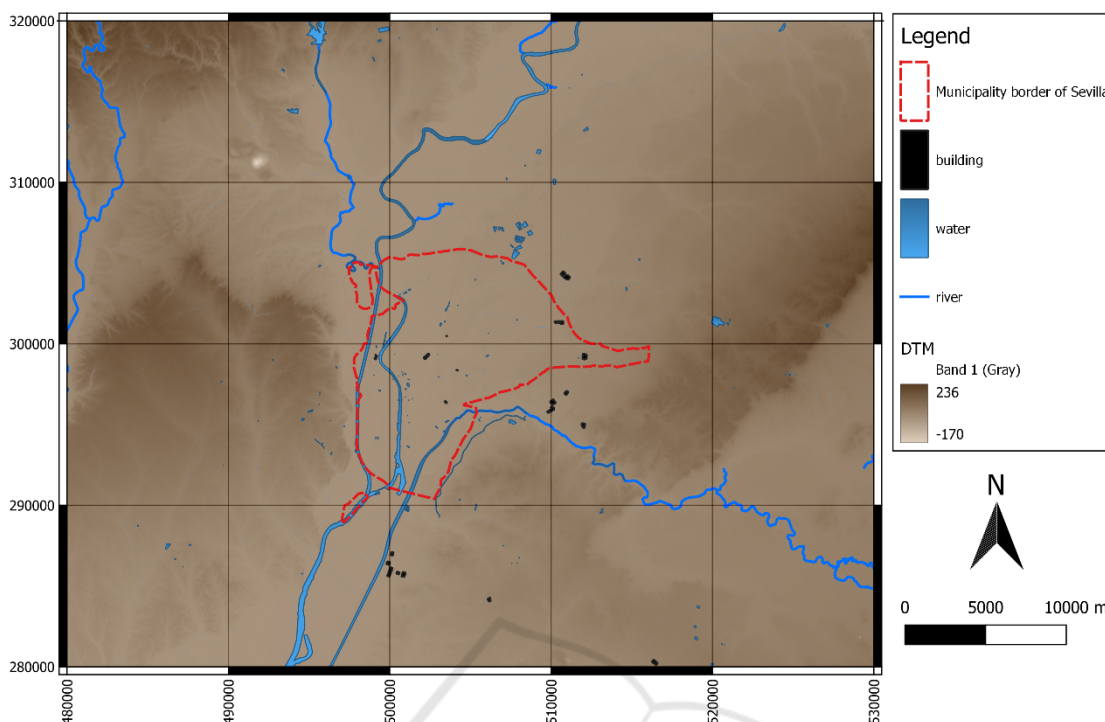 320000
310000
300000
290000
280000
480000
490000
500000
510000
520000
530000
Legend
Municipality border of Sevilla
building
water
river
DTM
Band 1 (Gray)
236
-170
N
0 5000 10000 m